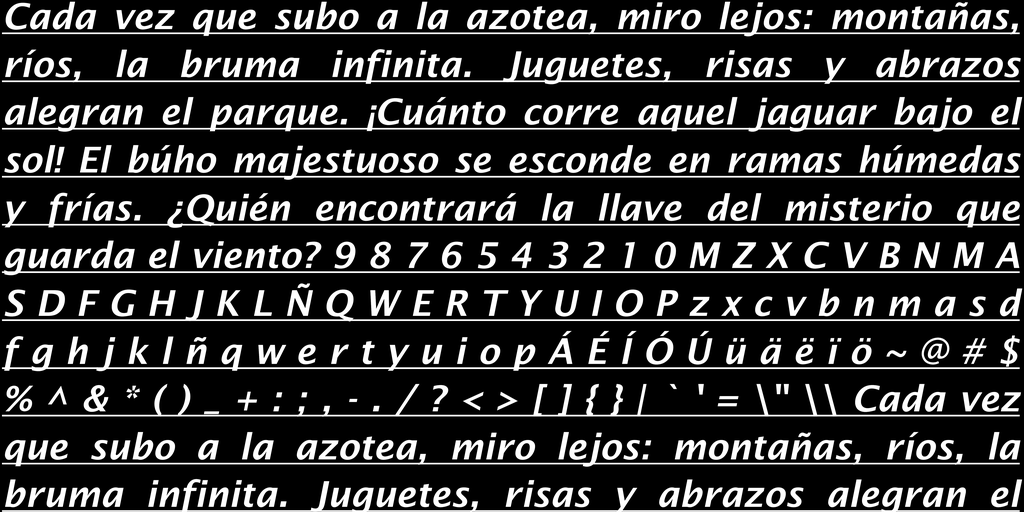 Cada vez que subo a la azotea, miro lejos: montañas,
ríos, la bruma infinita. Juguetes, risas y abrazos
alegran el parque. ¡Cuánto corre aquel jaguar bajo el
sol! El búho majestuoso se esconde en ramas húmedas
y frías. ¿Quién encontrará la llave del misterio que
guarda el viento? 9 8 7 6 5 4 3 2 1 0 M Z X C V B N M A
S D F G H J K L Ñ Q W E R T Y U I O P z x c v b n m a s d
f g h j k l ñ q w e r t y u i o p Á É Í Ó Ú ü ä ë ï ö ~ @ # $
% ^ & * ( ) _ + : ; , - . / ? < > [ ] { } | ` ' = \" \\ Cada vez
que subo a la azotea, miro lejos: montañas, ríos, la
bruma infinita. Juguetes, risas y abrazos alegran el